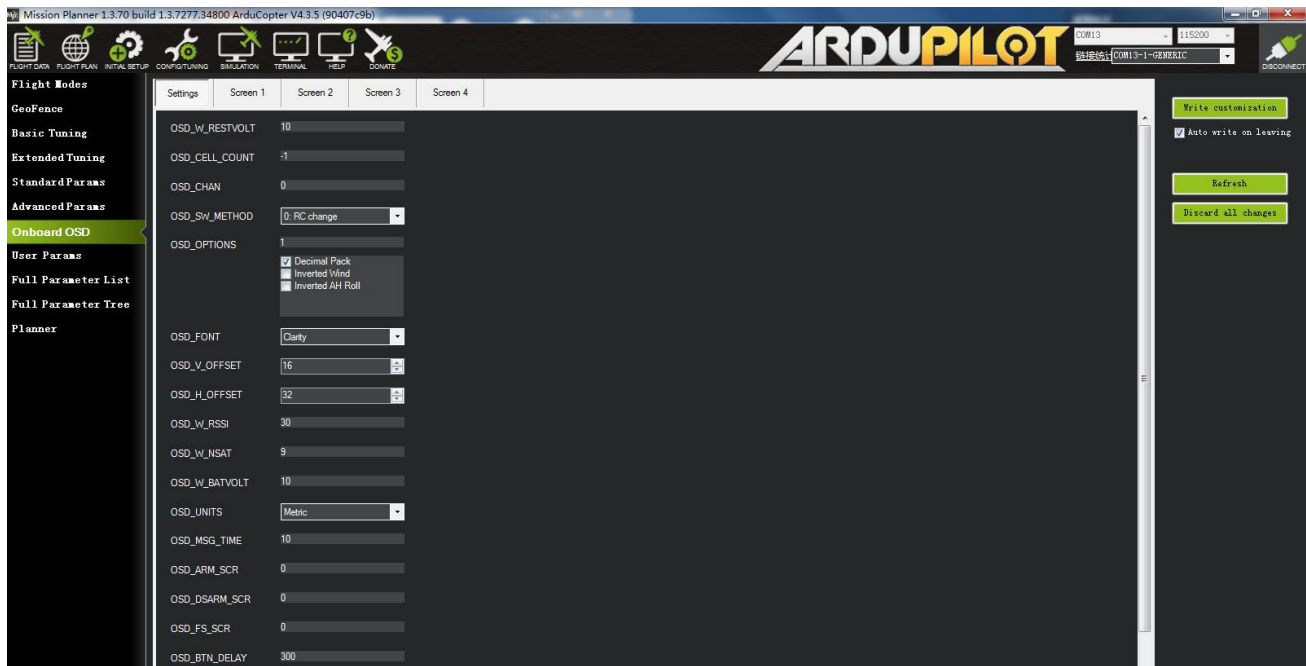 Mission Planner 1.3.70 build 1.3.7277.34800 ArduCopter V4.3.5 (90407c9b)
FLIGHT DATA FLIGHT PLAN INITIAL SETUP CONFIG/TUNING SIMULATION TERMINAL HELP DONATE
ARDUPILOT
COM13 115200
链接统计 COM13-1-GENERIC
DISCONNECT
Flight Modes
GeoFence
Basic Tuning
Extended Tuning
Standard Params
Advanced Params
Onboard OSD
User Params
Full Parameter List
Full Parameter Tree
Planner
Settings Screen 1 Screen 2 Screen 3 Screen 4
OSD_W_RESTVOLT 10
OSD_CELL_COUNT -1
OSD_CHAN 0
OSD_SW_METHOD 0: RC change
OSD_OPTIONS 1
Decimal Pack
Inverted Wind
Inverted AH Roll
OSD_FONT Clarity
OSD_V_OFFSET 16
OSD_H_OFFSET 32
OSD_W_RSSI 30
OSD_W_NSAT 9
OSD_W_BATVOLT 10
OSD_UNITS Metric
OSD_MSG_TIME 10
OSD_ARM_SCR 0
OSD_DSARM_SCR 0
OSD_FS_SCR 0
OSD_BTN_DELAY 300
Write customization
Auto write on leaving
Refresh
Discard all changes